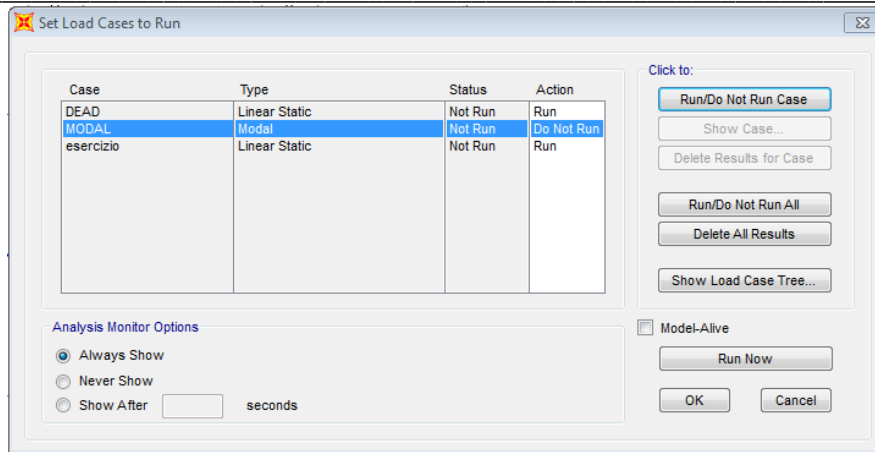 Set Load Cases to Run
Click to:
Case Type Status Action
DEAD Linear Static Not Run Run
MODAL Modal Not Run Do Not Run
esercizio Linear Static Not Run Run
Run/Do Not Run Case
Show Case...
Delete Results for Case
Run/Do Not Run All
Delete All Results
Show Load Case Tree...
Analysis Monitor Options
Always Show
Never Show
Show After seconds
Model-Alive
Run Now
OK Cancel